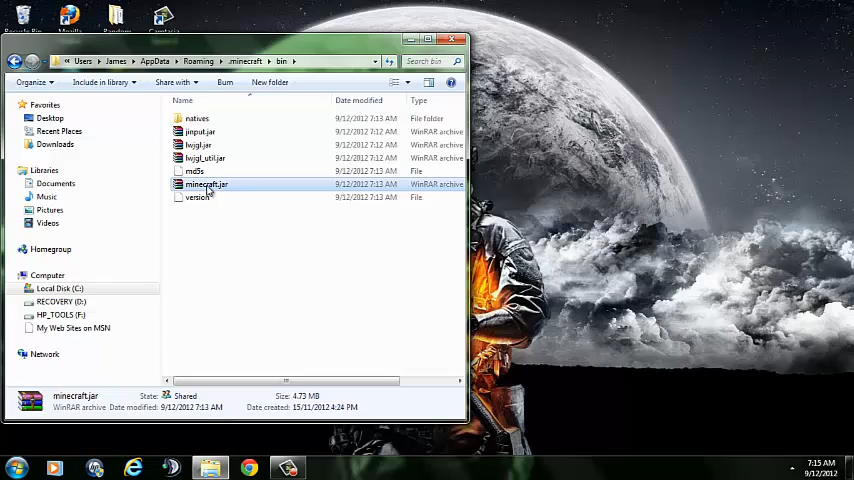 Recycle Bin
Mozilla
Random
Camtasia
Users
James
AppData
Roaming
.minecraft
bin
Search bin
Organize
Include in library
Share with
Burn
New folder
Name
Date modified
Type
Favorites
Desktop
Recent Places
Downloads
Libraries
Documents
Music
Pictures
Videos
Homegroup
Computer
Local Disk (C:)
RECOVERY (D:)
HP_TOOLS (F:)
My Web Sites on MSN
Network
natives 9/12/2012 7:13 AM File folder
jinput.jar 9/12/2012 7:12 AM WinRAR archive
lwjgl.jar 9/12/2012 7:12 AM WinRAR archive
lwjgl_util.jar 9/12/2012 7:12 AM WinRAR archive
md5s 9/12/2012 7:13 AM File
minecraft.jar 9/12/2012 7:13 AM WinRAR archive
version 9/12/2012 7:13 AM File
minecraft.jar State: Shared Size: 4.73 MB
WinRAR archive Date modified: 9/12/2012 7:13 AM Date created: 15/11/2012 4:24 PM
7:15 AM
9/12/2012